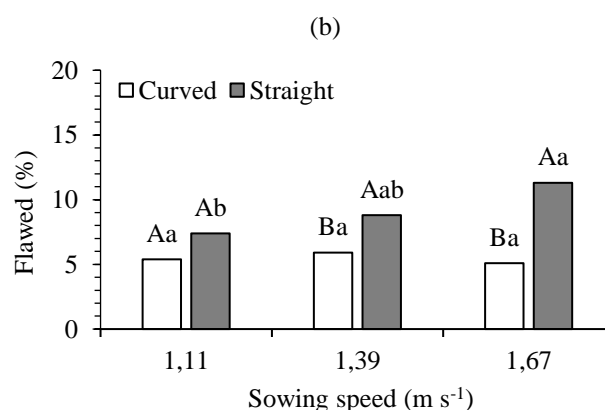 (b)
20
Curved Straight
15
Flawed (%)
10
5
0
Aa Ab
Ba Aab
Ba Aa
1,11 1,39 1,67
Sowing speed (m s⁻¹)